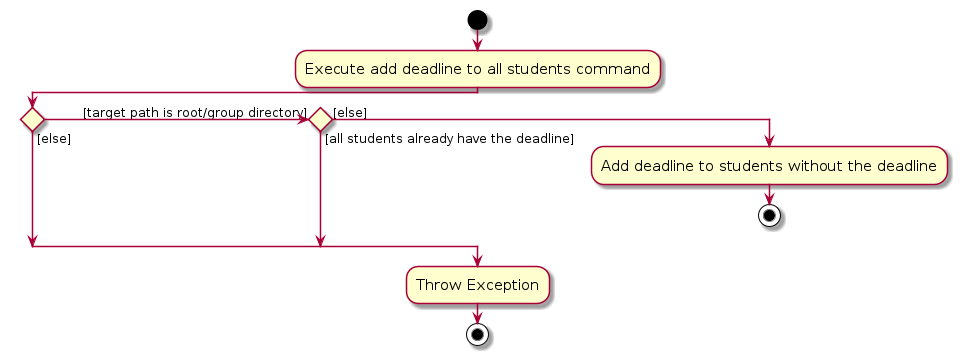 Execute add deadline to all students command
[target path is root/group directory]
[else]
[else]
[all students already have the deadline]
Add deadline to students without the deadline
Throw Exception